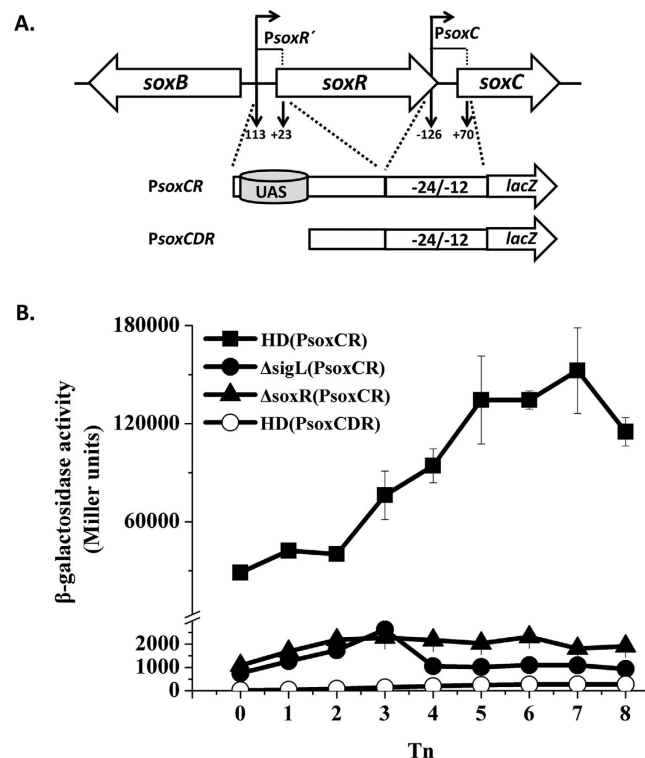 A.
PsoxR´
PsoxC
soxB
soxR
soxC
-113
+23
-126
+70
PsoxCR
UAS
-24/-12
lacZ
PsoxCDR
-24/-12
lacZ
B.
180000
120000
60000
2000
1000
0
β-galactosidase activity
(Miller units)
HD(PsoxCR)
ΔsigL(PsoxCR)
ΔsoxR(PsoxCR)
HD(PsoxCDR)
0 1 2 3 4 5 6 7 8
Tn